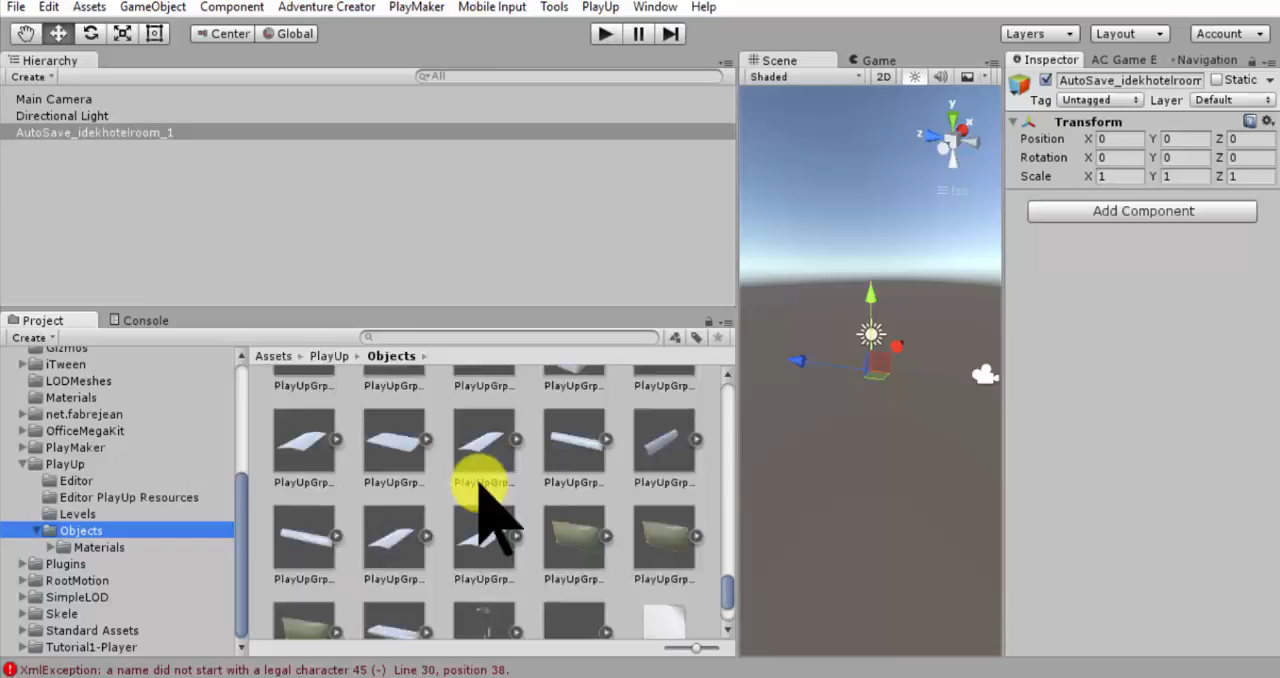 File Edit Assets GameObject Component Adventure Creator PlayMaker Mobile Input Tools PlayUp Window Help
Center Global Layers Layout Account
Hierarchy
Create All
Main Camera
Directional Light
AutoSave_idekhotelroom_1
Scene Game
Shaded 2D
y
x
z
Inspector AC Game E Navigation
AutoSave_idekhotelroom Static
Tag Untagged Layer Default
Transform
Position X 0 Y 0 Z 0
Rotation X 0 Y 0 Z 0
Scale X 1 Y 1 Z 1
Add Component
Project Console
Create
Gizmos
iTween
LODMeshes
Materials
net.fabrejean
OfficeMegaKit
PlayMaker
PlayUp
Editor
Editor PlayUp Resources
Levels
Objects
Materials
Plugins
RootMotion
SimpleLOD
Skele
Standard Assets
Tutorial1-Player
Assets PlayUp Objects
PlayUpGrp... PlayUpGrp... PlayUpGrp... PlayUpGrp... PlayUpGrp...
PlayUpGrp... PlayUpGrp... PlayUpGrp... PlayUpGrp... PlayUpGrp...
PlayUpGrp... PlayUpGrp... PlayUpGrp... PlayUpGrp... PlayUpGrp...
XmlException: a name did not start with a legal character 45 (-) Line 30, position 38.